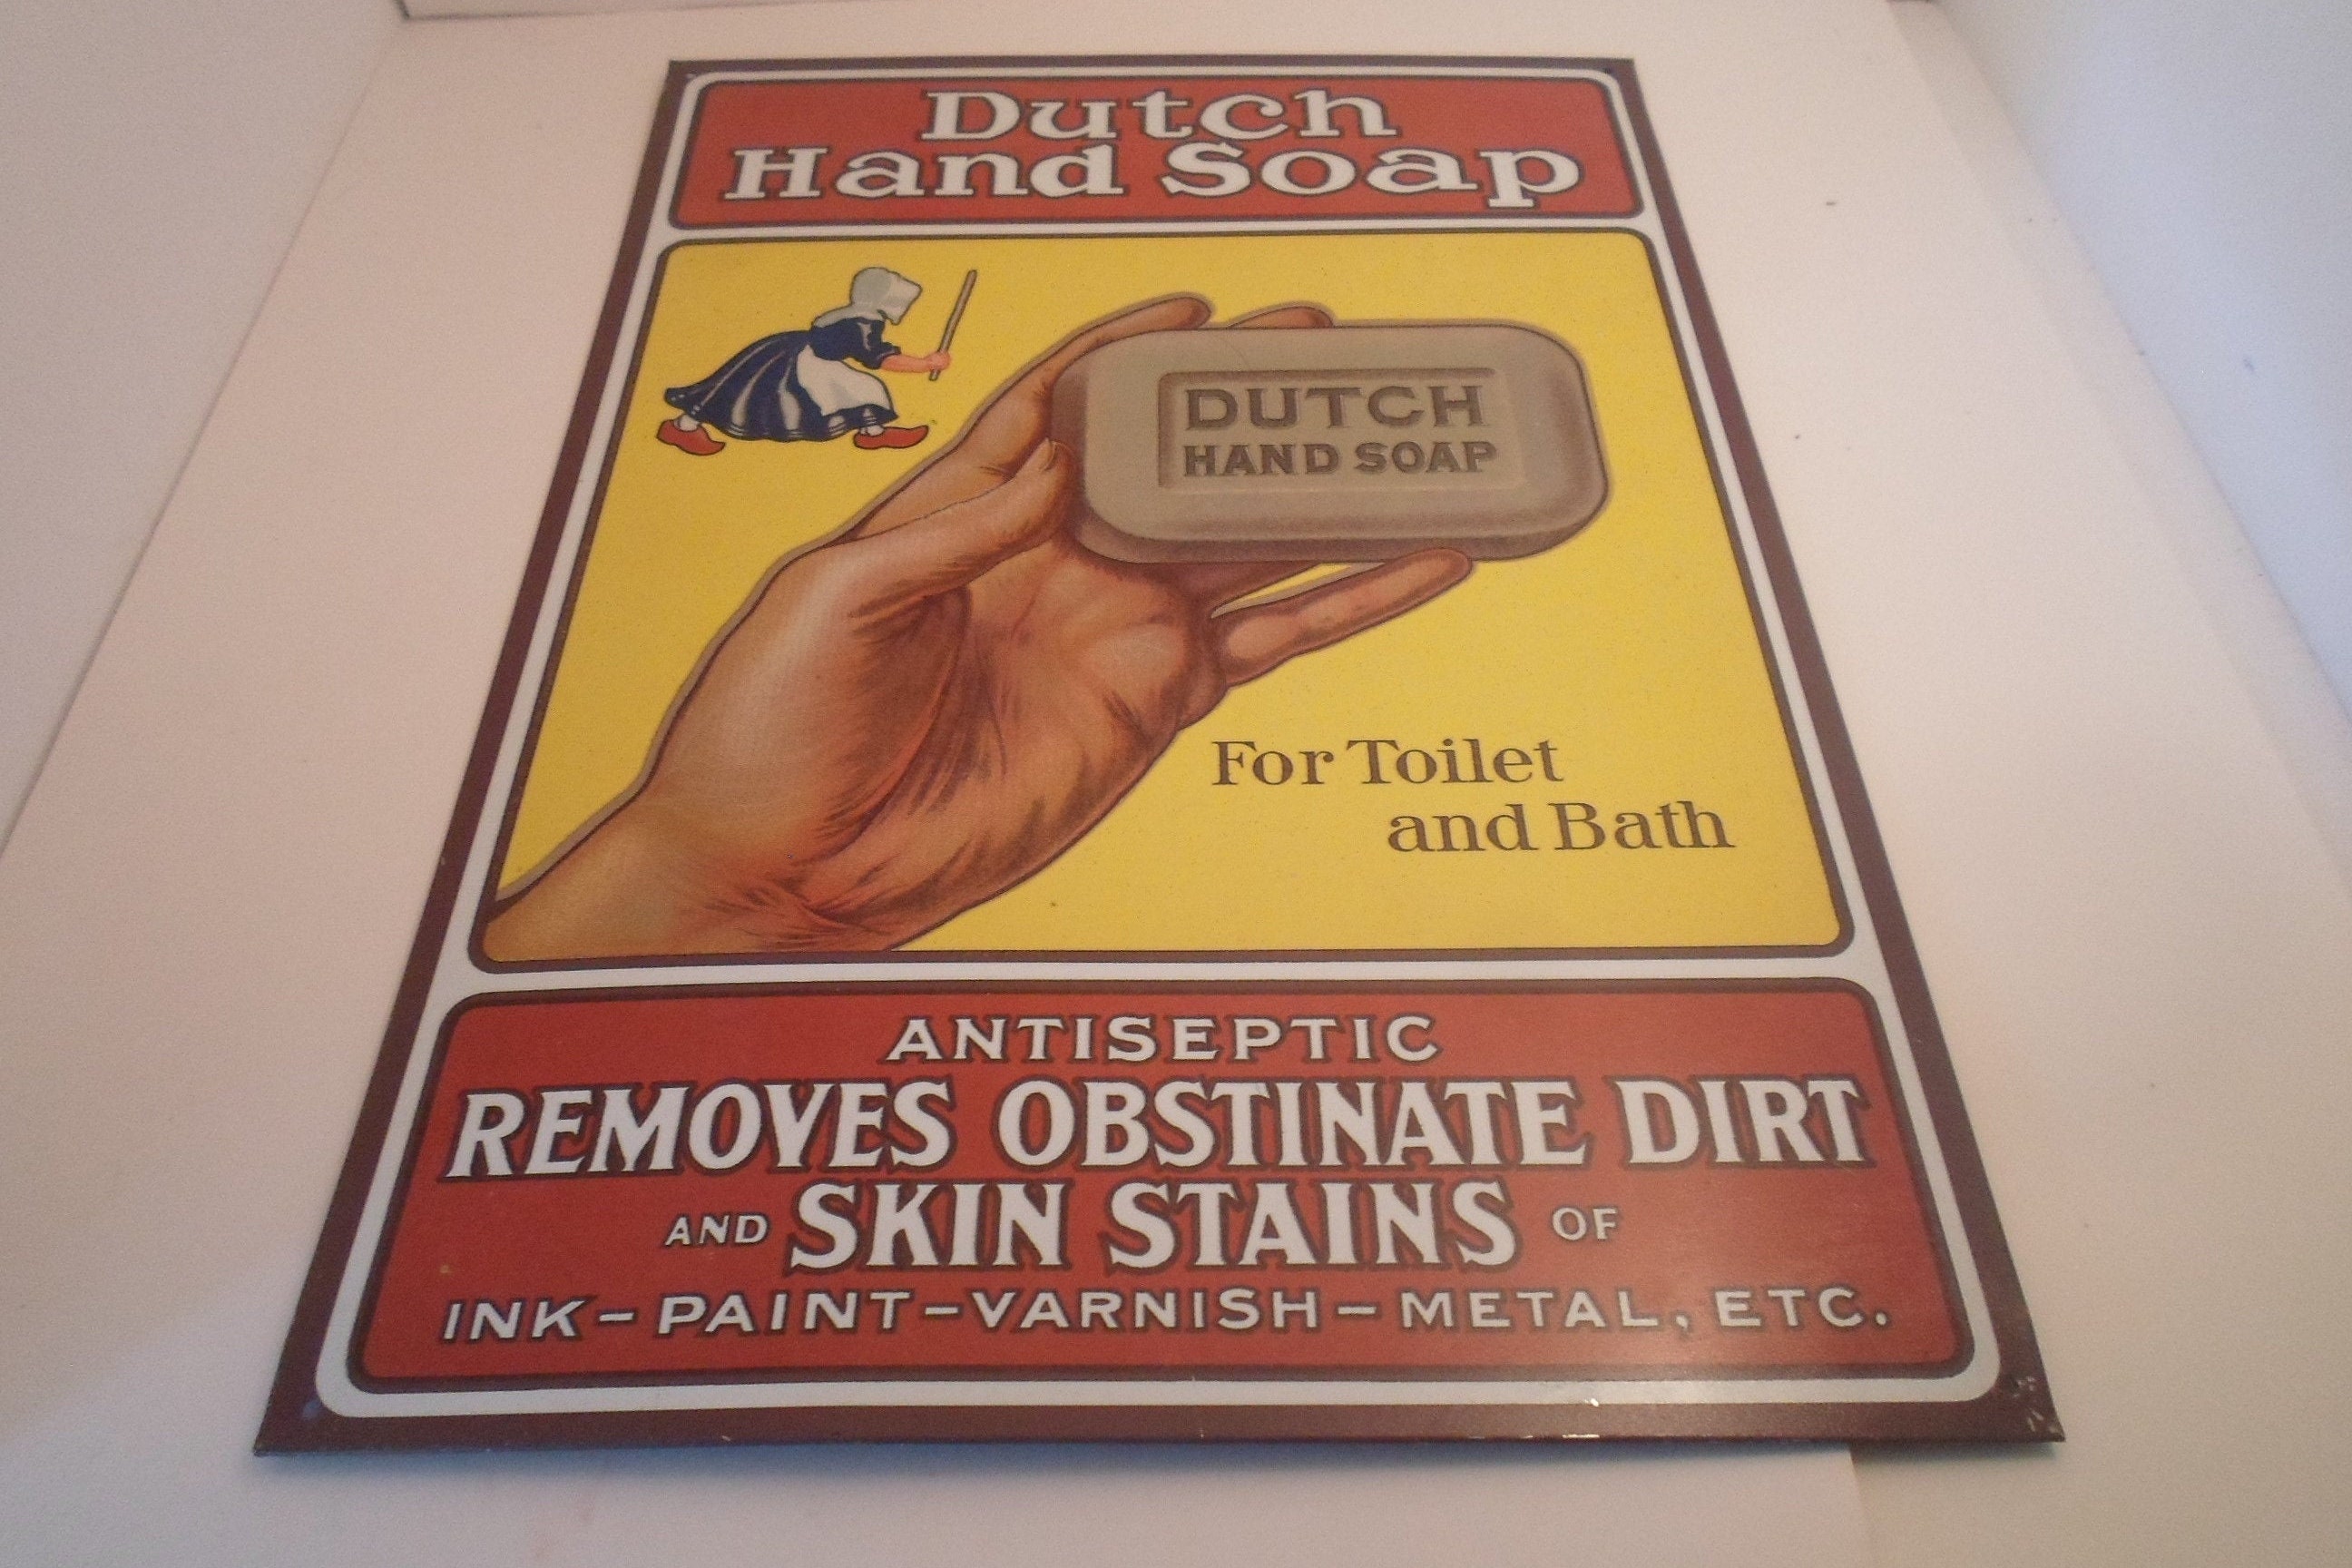 Dutch
Hand Soap
DUTCH
HAND SOAP
For Toilet
and Bath
ANTISEPTIC
REMOVES OBSTINATE DIRT
AND SKIN STAINS OF
INK-PAINT-VARNISH-METAL, ETC.